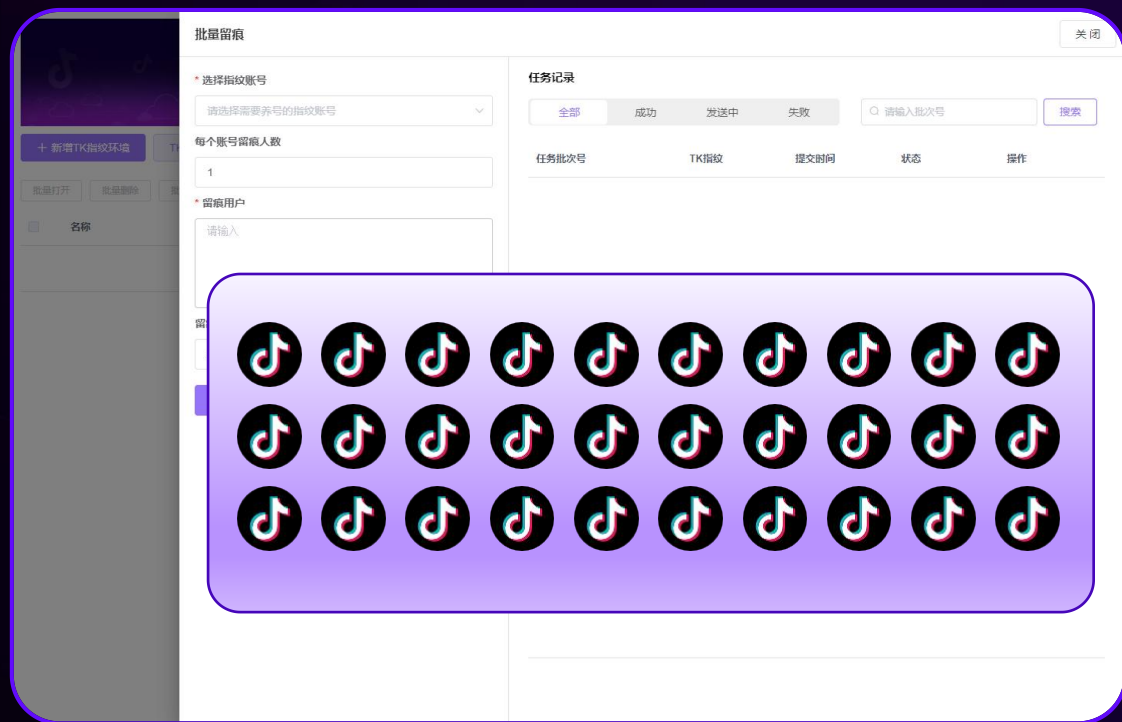 批量留痕
关 闭
* 选择指纹账号
请选择需要养号的指纹账号
每个账号留痕人数
1
* 留痕用户
请输入
留
任务记录
全部
成功
发送中
失败
请输入批次号
搜索
任务批次号
TK指纹
提交时间
状态
操作
+ 新增TK指纹环境
批量打开
批量删除
名称